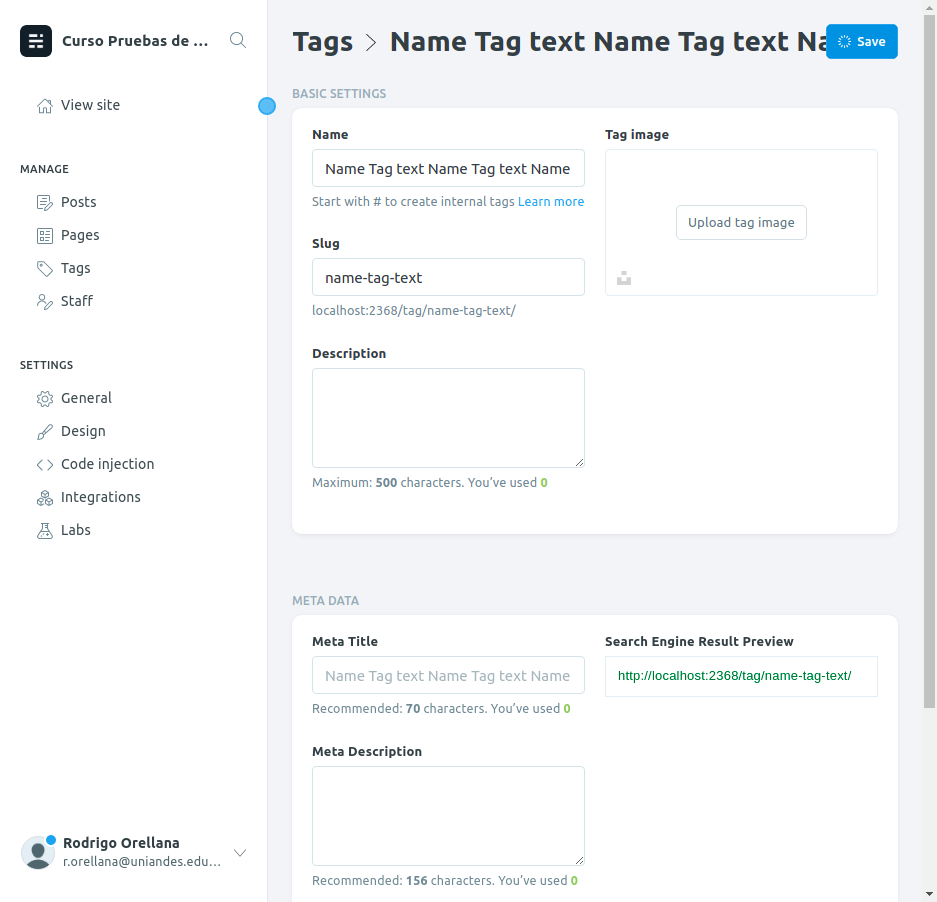 Curso Pruebas de ...
View site
MANAGE
Posts
Pages
Tags
Staff
SETTINGS
General
Design
Code injection
Integrations
Labs
Rodrigo Orellana
r.orellana@uniandes.edu...
Tags > Name Tag text Name Tag text Na
Save
BASIC SETTINGS
Name
Name Tag text Name Tag text Name
Start with # to create internal tags Learn more
Slug
name-tag-text
localhost:2368/tag/name-tag-text/
Description
Maximum: 500 characters. You’ve used 0
Tag image
Upload tag image
META DATA
Meta Title
Name Tag text Name Tag text Name
Recommended: 70 characters. You’ve used 0
Meta Description
Recommended: 156 characters. You’ve used 0
Search Engine Result Preview
http://localhost:2368/tag/name-tag-text/